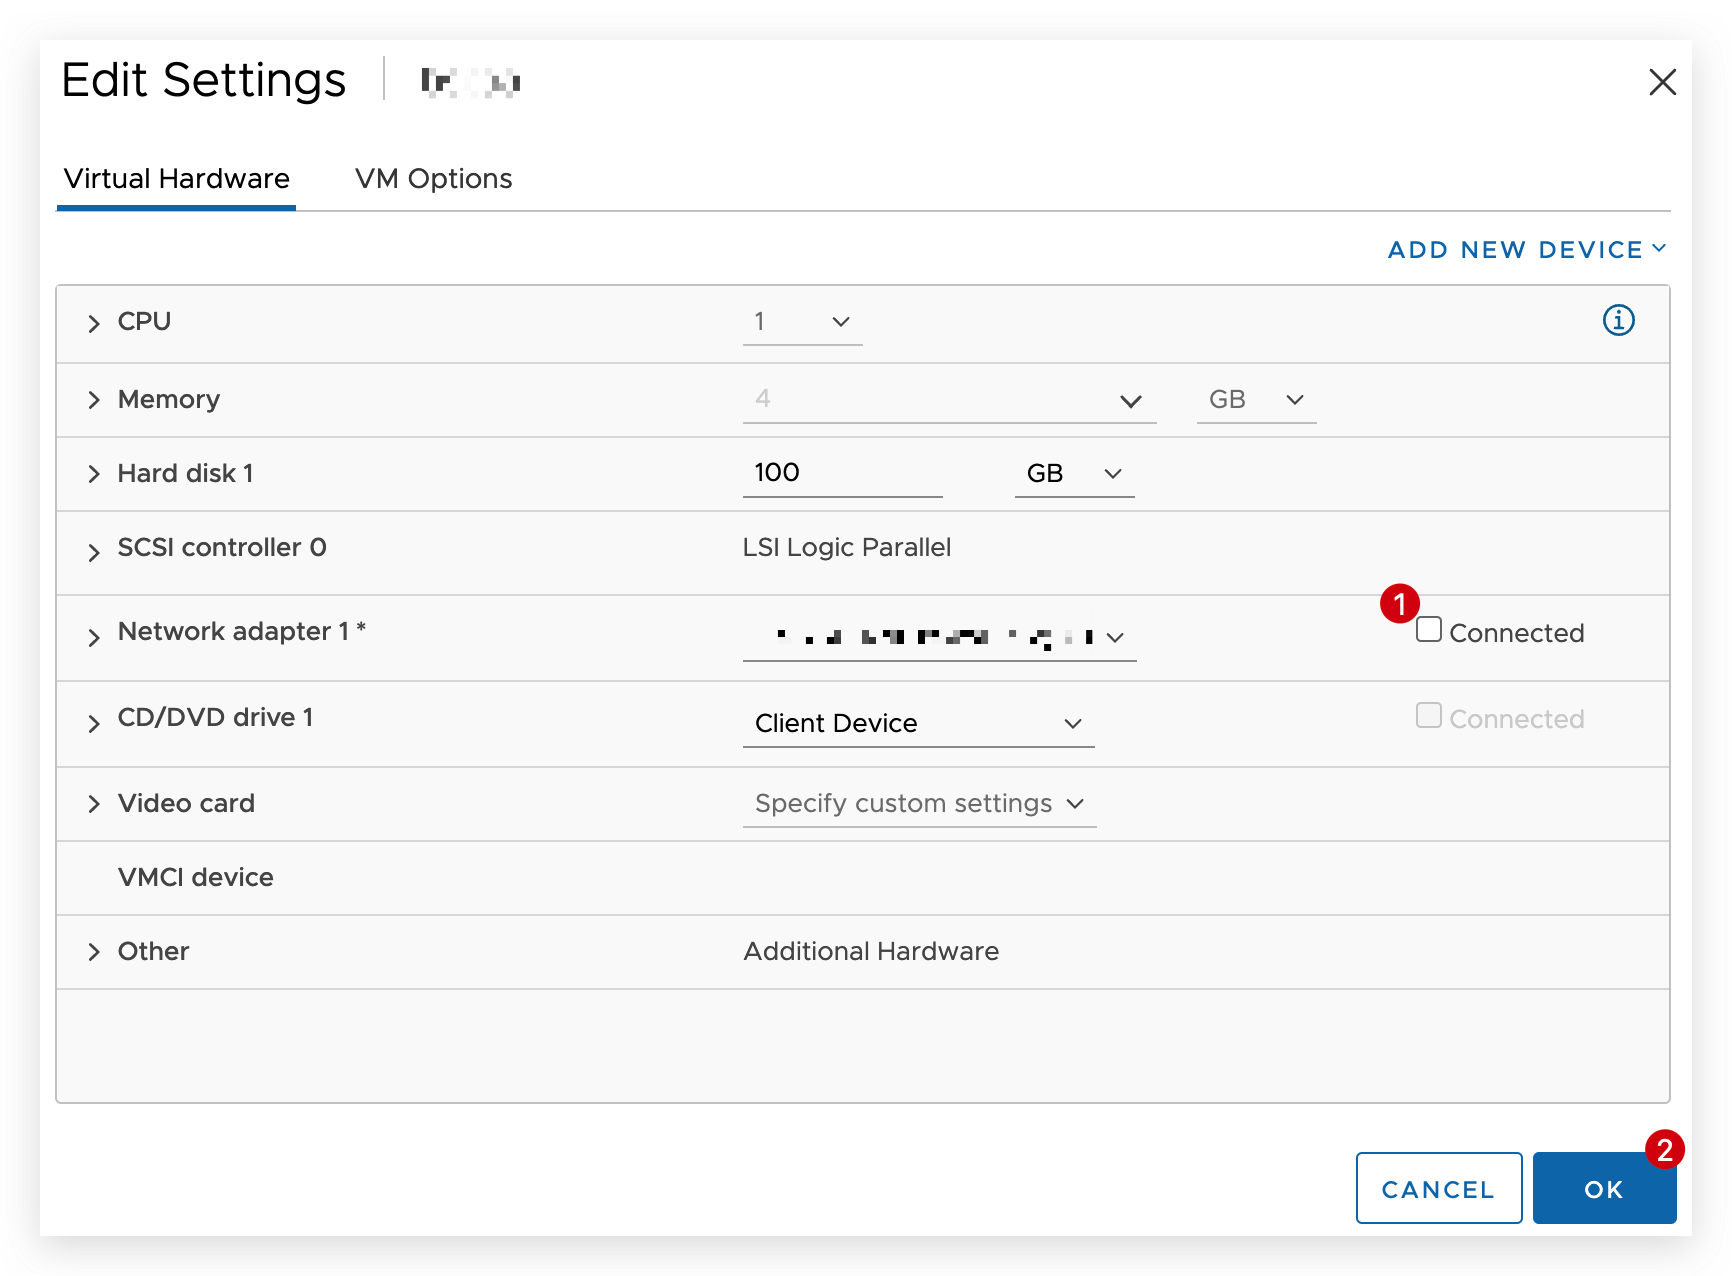 Edit Settings
Virtual Hardware VM Options
ADD NEW DEVICE
CPU 1
Memory 4 GB
Hard disk 1 100 GB
SCSI controller 0 LSI Logic Parallel
1
Network adapter 1 * Connected
CD/DVD drive 1 Client Device Connected
Video card Specify custom settings
VMCI device
Other Additional Hardware
2
CANCEL OK